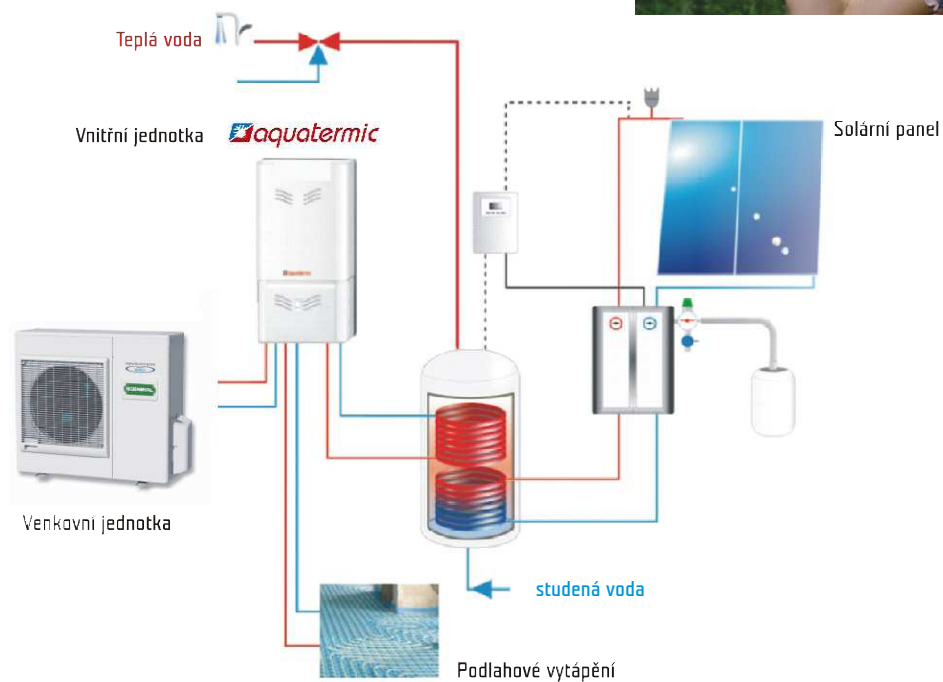 Teplá voda
Vnitřní jednotka
aquatermic
Solární panel
Venkovní jednotka
studená voda
Podlahové vytápění